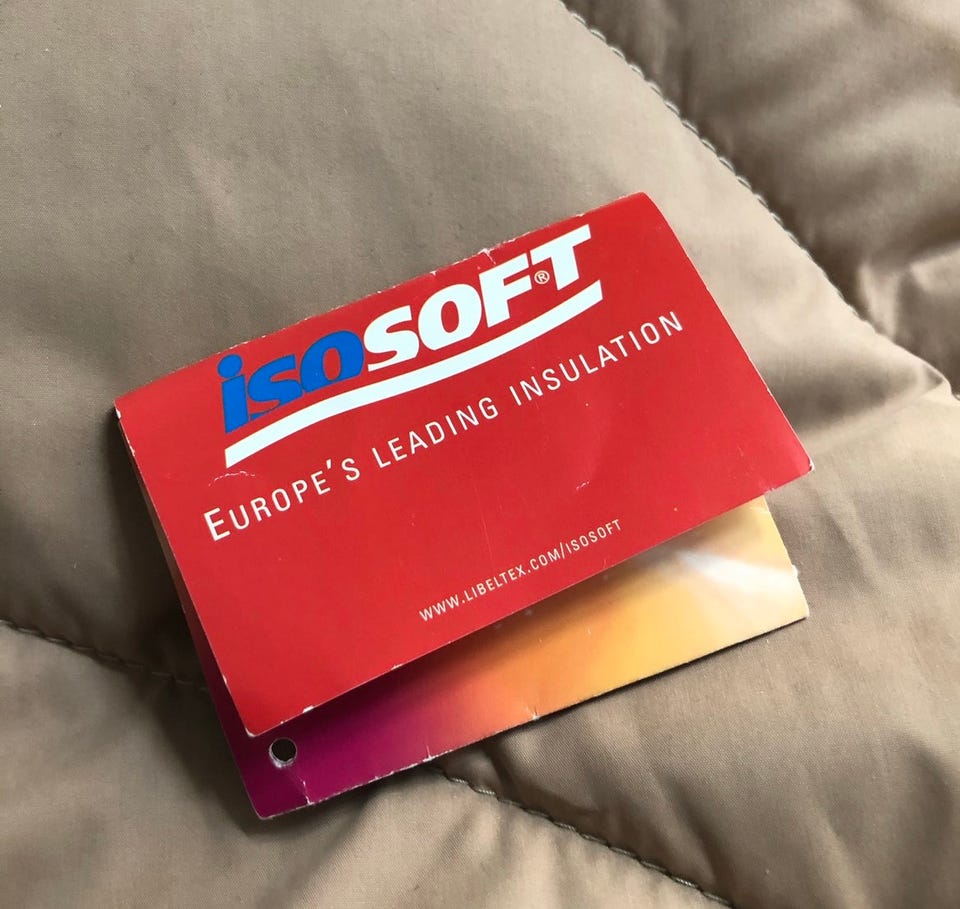 isosoft®
Europe's leading insulation
www.libeltex.com/isosoft